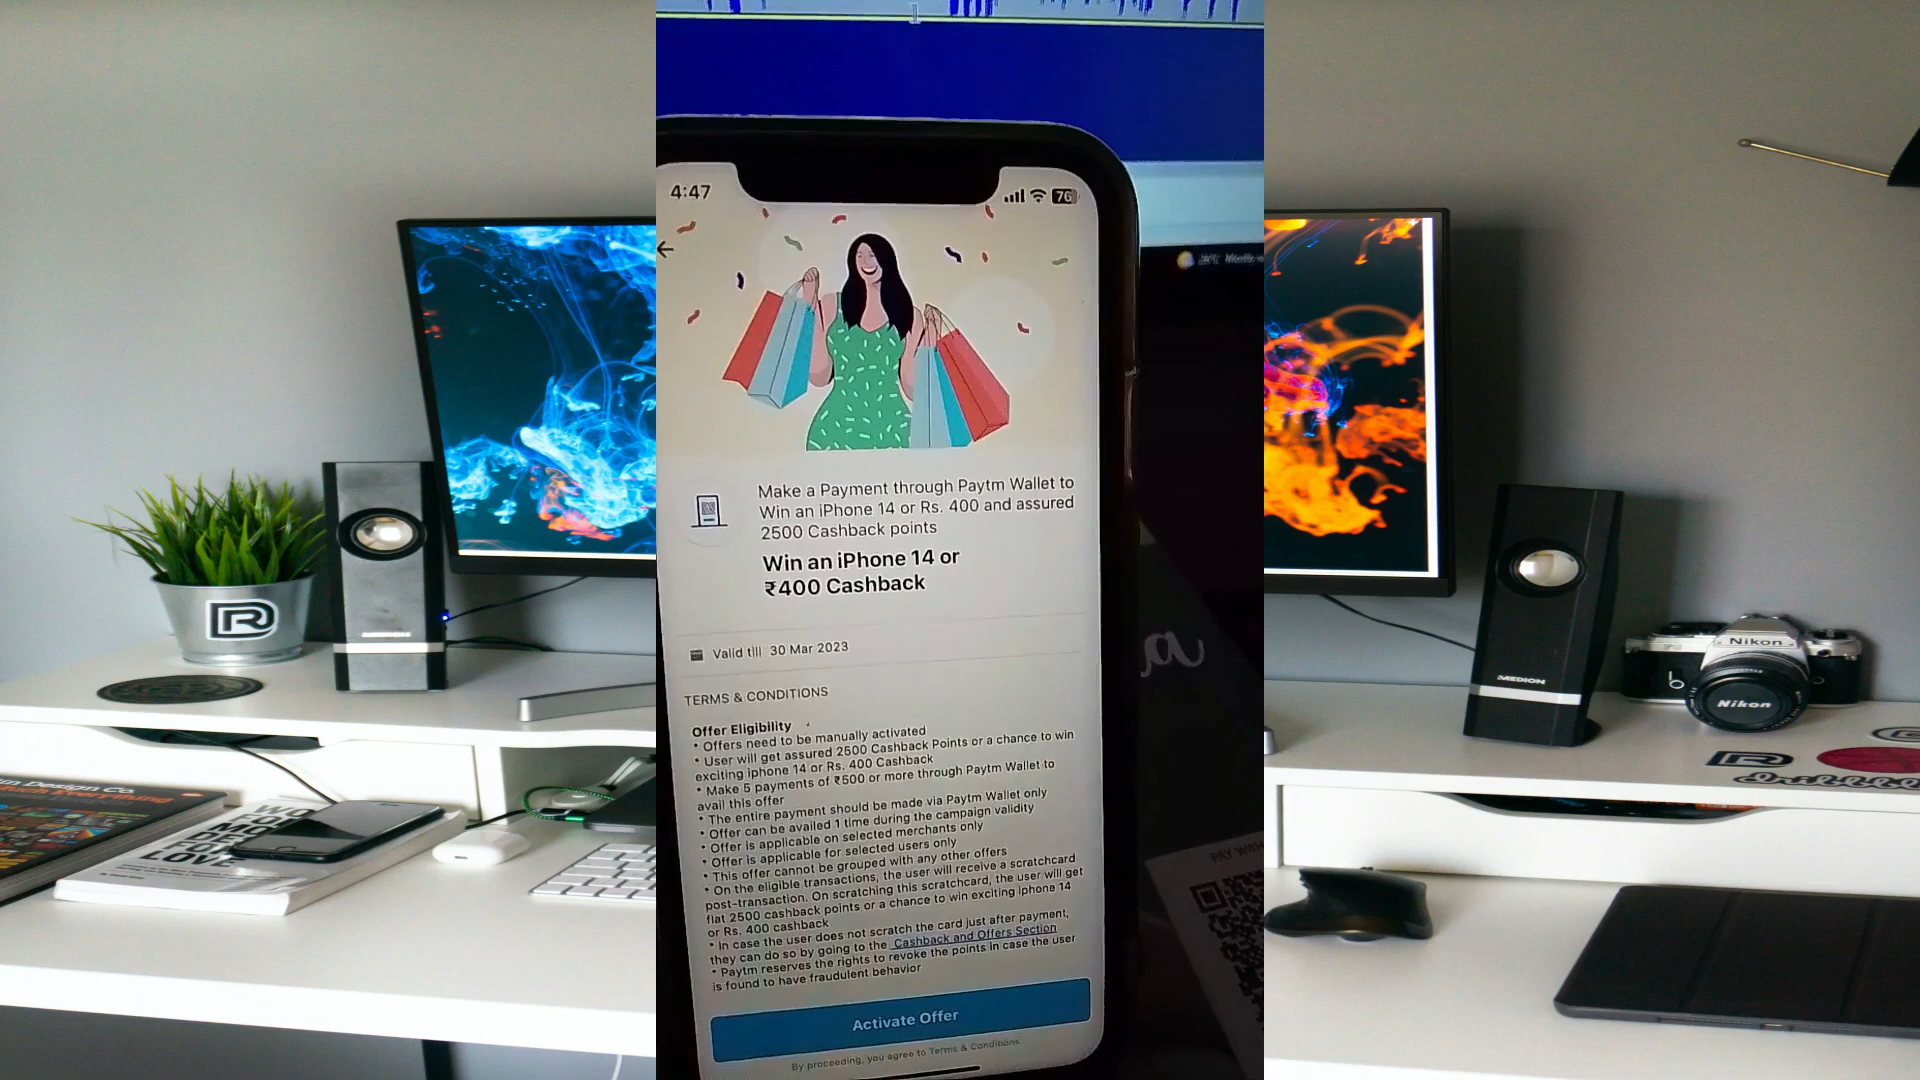 4:47
76
Make a Payment through Paytm Wallet to
Win an iPhone 14 or Rs. 400 and assured
2500 Cashback points
Win an iPhone 14 or
₹400 Cashback
Valid till 30 Mar 2023
TERMS & CONDITIONS
Offer Eligibility
• Offers need to be manually activated
• User will get assured 2500 Cashback Points or a chance to win
exciting iphone 14 or Rs. 400 Cashback
• Make 5 payments of ₹500 or more through Paytm Wallet to
avail this offer
• The entire payment should be made via Paytm Wallet only
• Offer can be availed 1 time during the campaign validity
• Offer is applicable on selected merchants only
• Offer is applicable for selected users only
• This offer cannot be grouped with any other offers
• On the eligible transactions, the user will receive a scratchcard
post-transaction. On scratching this scratchcard, the user will get
flat 2500 cashback points or a chance to win exciting iphone 14
or Rs. 400 cashback
• In case the user does not scratch the card just after payment,
they can do so by going to the Cashback and Offers Section
• Paytm reserves the rights to revoke the points in case the user
is found to have fraudulent behavior
Activate Offer
By proceeding, you agree to Terms & Conditions
PAY WITH
MEDION
Design Co.
LOVE
MEDION
Nikon
Nikon